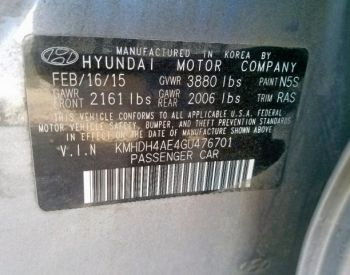 MANUFACTURED IN KOREA BY
HYUNDAI MOTOR COMPANY
FEB/16/15 GVWR 3880 lbs PAINT N5S
GAWR FRONT 2161 lbs GAWR REAR 2006 lbs TRIM RAS
THIS VEHICLE CONFORMS TO ALL APPLICABLE U.S. FEDERAL
MOTOR VEHICLE SAFETY, BUMPER, AND THEFT PREVENTION STANDARDS
IN EFFECT ON THE DATE OF MANUFACTURE SHOWN ABOVE.
V.I.N KMHDH4AE4GU476701
PASSENGER CAR